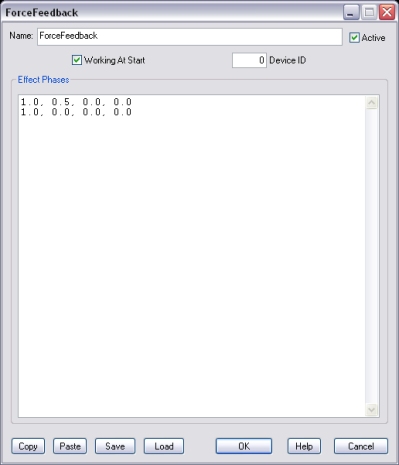 ForceFeedback
Name: ForceFeedback Active
Working At Start 0 Device ID
Effect Phases
1.0, 0.5, 0.0, 0.0
1.0, 0.0, 0.0, 0.0
Copy Paste Save Load OK Help Cancel